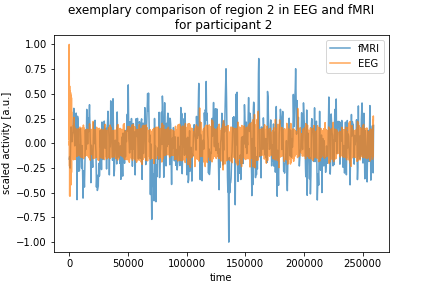 exemplary comparison of region 2 in EEG and fMRI
for participant 2
scaled activity [a.u.]
1.00
0.75
0.50
0.25
0.00
−0.25
−0.50
−0.75
−1.00
fMRI
EEG
0
50000
100000
150000
200000
250000
time